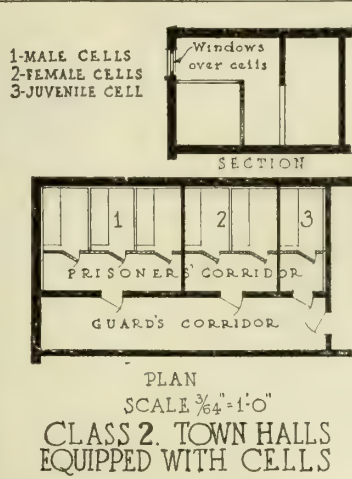 1-MALE CELLS
2-FEMALE CELLS
3-JUVENILE CELL
Windows
over cells
SECTION
1
2
3
PRISONERS' CORRIDOR
GUARD'S CORRIDOR
PLAN
SCALE 3/64"=1'-0"
CLASS 2. TOWN HALLS
EQUIPPED WITH CELLS